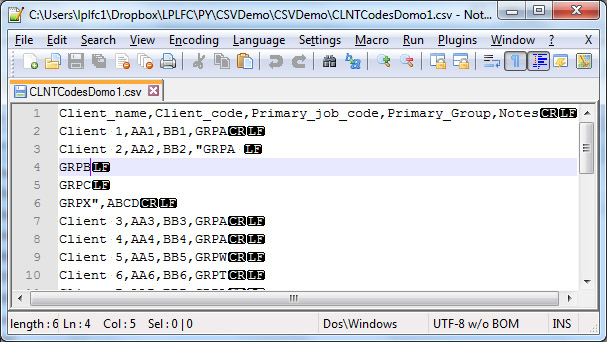 C:\Users\lplfc1\Dropbox\LPLFC\PY\CSVDemo\CSVDemo\CLNTCodesDomo1.csv - Not...
File Edit Search View Encoding Language Settings Macro Run Plugins Window ? X
CLNTCodesDomo1.csv
1 Client_name,Client_code,Primary_job_code,Primary_Group,NotesCRLF
2 Client 1,AA1,BB1,GRPACRLF
3 Client 2,AA2,BB2,"GRPA LF
4 GRPBLF
5 GRPCLF
6 GRPX",ABCDCRLF
7 Client 3,AA3,BB3,GRPACRLF
8 Client 4,AA4,BB4,GRPACRLF
9 Client 5,AA5,BB5,GRPWCRLF
10 Client 6,AA6,BB6,GRPTCRLF
length : 6 Ln : 4 Col : 5 Sel : 0 | 0 Dos\Windows UTF-8 w/o BOM INS